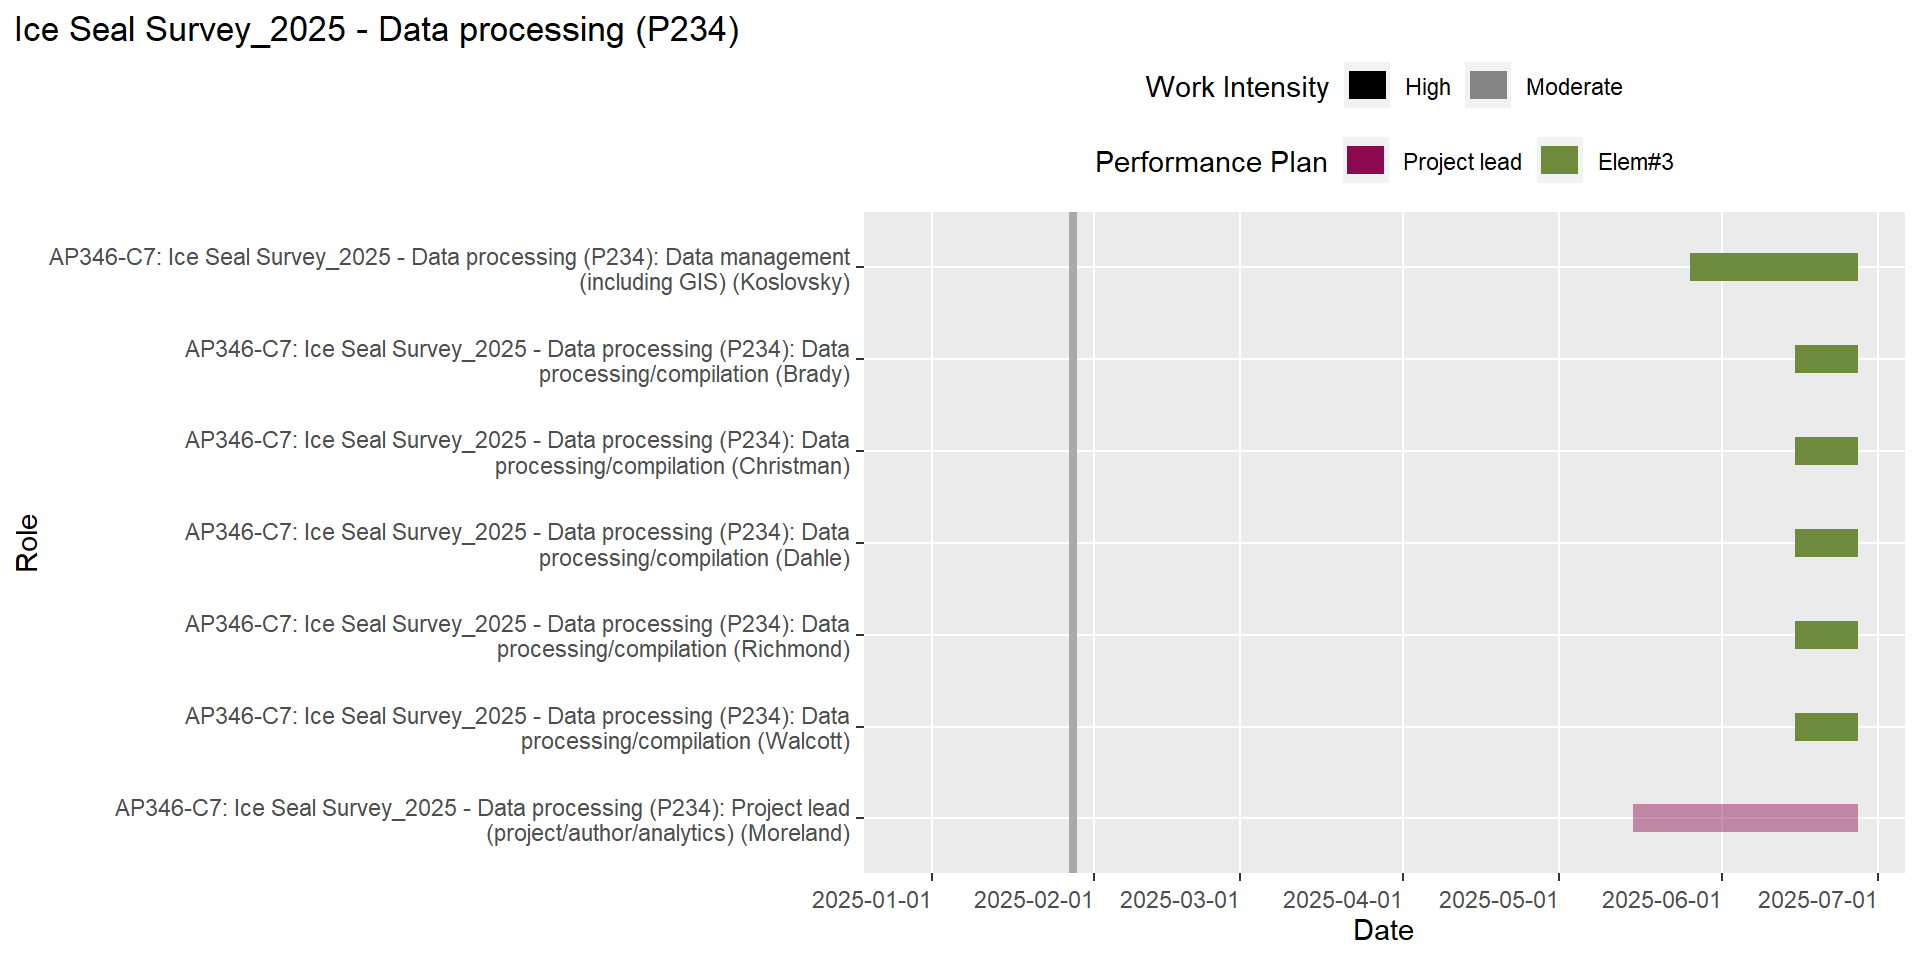 Ice Seal Survey_2025 - Data processing (P234)
Work Intensity High Moderate
Performance Plan Project lead Elem#3
AP346-C7: Ice Seal Survey_2025 - Data processing (P234): Data management
(including GIS) (Koslovsky)
AP346-C7: Ice Seal Survey_2025 - Data processing (P234): Data
processing/compilation (Brady)
AP346-C7: Ice Seal Survey_2025 - Data processing (P234): Data
processing/compilation (Christman)
AP346-C7: Ice Seal Survey_2025 - Data processing (P234): Data
processing/compilation (Dahle)
AP346-C7: Ice Seal Survey_2025 - Data processing (P234): Data
processing/compilation (Richmond)
AP346-C7: Ice Seal Survey_2025 - Data processing (P234): Data
processing/compilation (Walcott)
AP346-C7: Ice Seal Survey_2025 - Data processing (P234): Project lead
(project/author/analytics) (Moreland)
Role
2025-01-01 2025-02-01 2025-03-01 2025-04-01 2025-05-01 2025-06-01 2025-07-01
Date